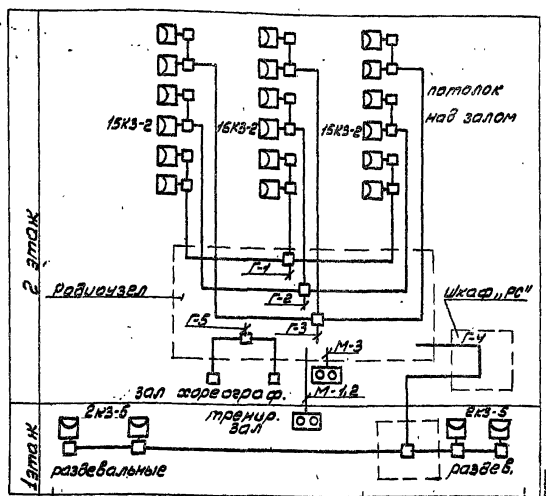 потолок
над залом
15КЗ-2
15КЗ-2
15КЗ-2
2 этаж
Г-1
Г-2
радиоузел
Шкаф „РС"
Г-5
Г-3
Г-4
М-3
зал хореограф.
М-1,2
тренир.
зал
1 этаж
2КЗ-5
2КЗ-5
раздевальные
раздев.